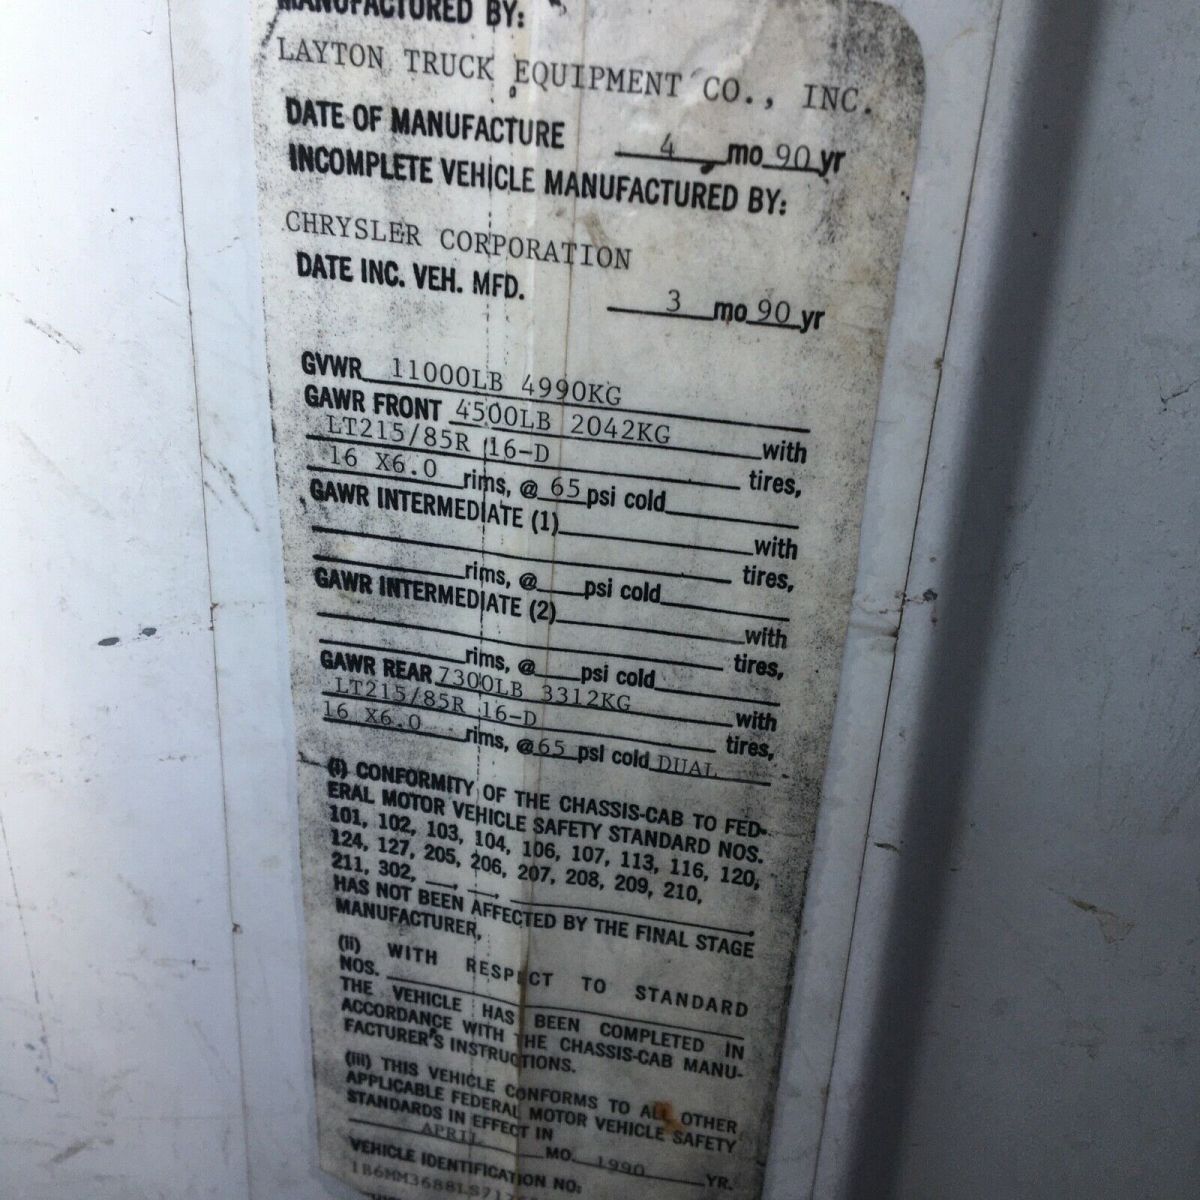 MANUFACTURED BY:
LAYTON TRUCK EQUIPMENT CO., INC.
DATE OF MANUFACTURE 4 mo 90 yr
INCOMPLETE VEHICLE MANUFACTURED BY:
CHRYSLER CORPORATION
DATE INC. VEH. MFD. 3 mo 90 yr
GVWR 11000LB 4990KG
GAWR FRONT 4500LB 2042KG with
LT215/85R 16-D tires,
16 X6.0 rims, @ 65 psi cold
GAWR INTERMEDIATE (1) with
tires,
rims, @ psi cold
GAWR INTERMEDIATE (2) with
tires,
rims, @ psi cold
GAWR REAR 7300LB 3312KG with
LT215/85R 16-D tires,
16 X6.0 rims, @ 65 psi cold DUAL
(i) CONFORMITY OF THE CHASSIS-CAB TO FED-
ERAL MOTOR VEHICLE SAFETY STANDARD NOS.
101, 102, 103, 104, 106, 107, 113, 116, 120,
124, 127, 205, 206, 207, 208, 209, 210,
211, 302, __, __,
HAS NOT BEEN AFFECTED BY THE FINAL STAGE
MANUFACTURER,
(ii) WITH RESPECT TO STANDARD
NOS.
THE VEHICLE HAS BEEN COMPLETED IN
ACCORDANCE WITH THE CHASSIS-CAB MANU-
FACTURER'S INSTRUCTIONS.
(iii) THIS VEHICLE CONFORMS TO ALL OTHER
APPLICABLE FEDERAL MOTOR VEHICLE SAFETY
STANDARDS IN EFFECT IN
APRIL MO. 1990 YR.
VEHICLE IDENTIFICATION NO: